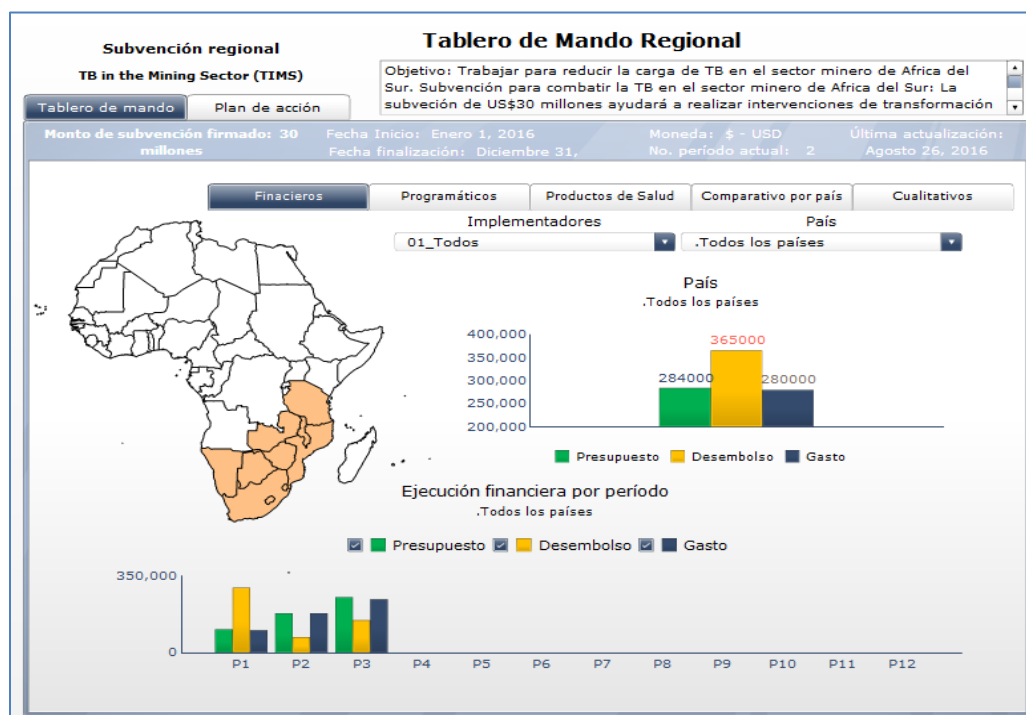 Subvención regional
TB in the Mining Sector (TIMS)
Tablero de Mando Regional
Objetivo: Trabajar para reducir la carga de TB en el sector minero de Africa del
Sur. Subvención para combatir la TB en el sector minero de Africa del Sur: La
subveción de US$30 millones ayudará a realizar intervenciones de transformación
Tablero de mando
Plan de acción
Monto de subvención firmado: 30
millones
Fecha Inicio: Enero 1, 2016
Fecha finalización: Diciembre 31,
Moneda: $ - USD
No. período actual: 2
Última actualización:
Agosto 26, 2016
Finacieros
Programáticos
Productos de Salud
Comparativo por país
Cualitativos
Implementadores
País
01_Todos
.Todos los países
País
.Todos los países
400,000
350,000
300,000
250,000
200,000
284000
365000
280000
Presupuesto
Desembolso
Gasto
Ejecución financiera por período
.Todos los países
Presupuesto
Desembolso
Gasto
350,000
0
P1 P2 P3 P4 P5 P6 P7 P8 P9 P10 P11 P12